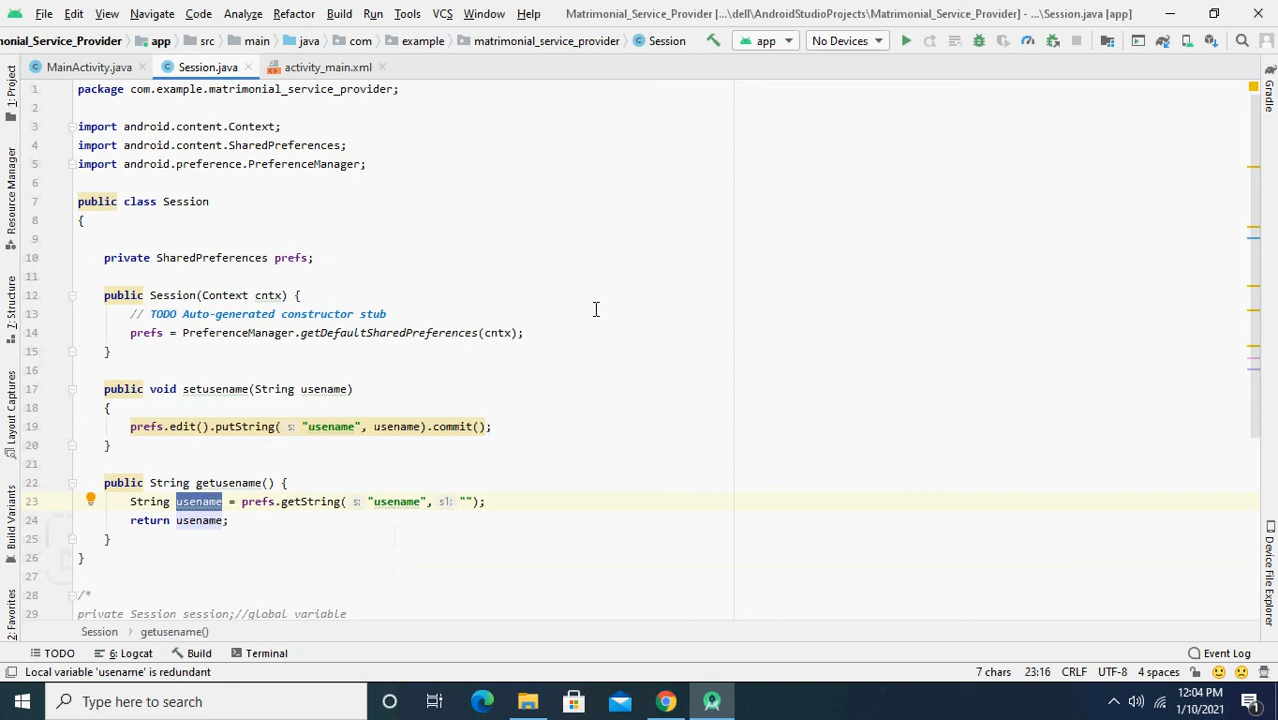 File Edit View Navigate Code Analyze Refactor Build Run Tools VCS Window Help Matrimonial_Service_Provider [...\dell\AndroidStudioProjects\Matrimonial_Service_Provider] - ...\Session.java [app]
onial_Service_Provider app src main java com example matrimonial_service_provider Session app No Devices
MainActivity.java Session.java activity_main.xml
1 package com.example.matrimonial_service_provider;
2
3 import android.content.Context;
4 import android.content.SharedPreferences;
5 import android.preference.PreferenceManager;
6
7 public class Session
8 {
9
10 private SharedPreferences prefs;
11
12 public Session(Context cntx) {
13 // TODO Auto-generated constructor stub
14 prefs = PreferenceManager.getDefaultSharedPreferences(cntx);
15 }
16
17 public void setusename(String usename)
18 {
19 prefs.edit().putString( s: "usename", usename).commit();
20 }
21
22 public String getusename() {
23 String usename = prefs.getString( s: "usename", s1: "");
24 return usename;
25 }
26 }
27
28 /*
29 private Session session;//global variable
Session getusename()
TODO 6: Logcat Build Terminal Event Log
Local variable 'usename' is redundant 7 chars 23:16 CRLF UTF-8 4 spaces
Type here to search
12:04 PM
1/10/2021
1
1: Project
Resource Manager
Z: Structure
Layout Captures
Build Variants
2: Favorites
Gradle
Device File Explorer